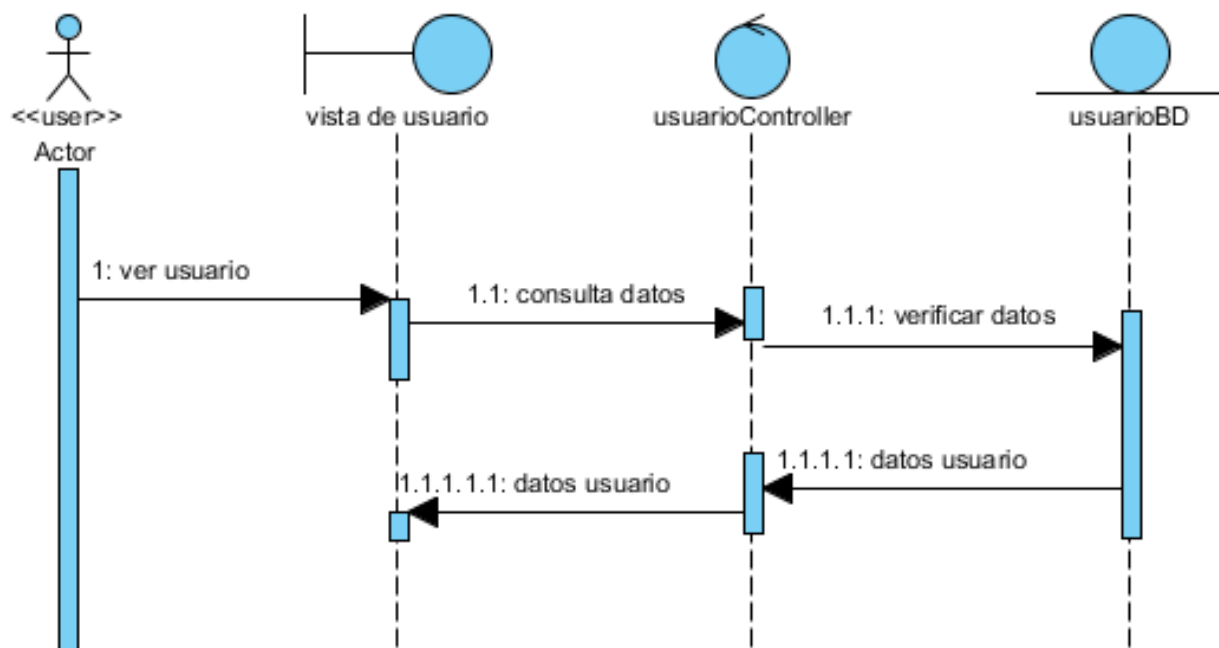 <<user>>
Actor
vista de usuario
usuarioController
usuarioBD
1: ver usuario
1.1: consulta datos
1.1.1: verificar datos
1.1.1.1: datos usuario
1.1.1.1.1: datos usuario